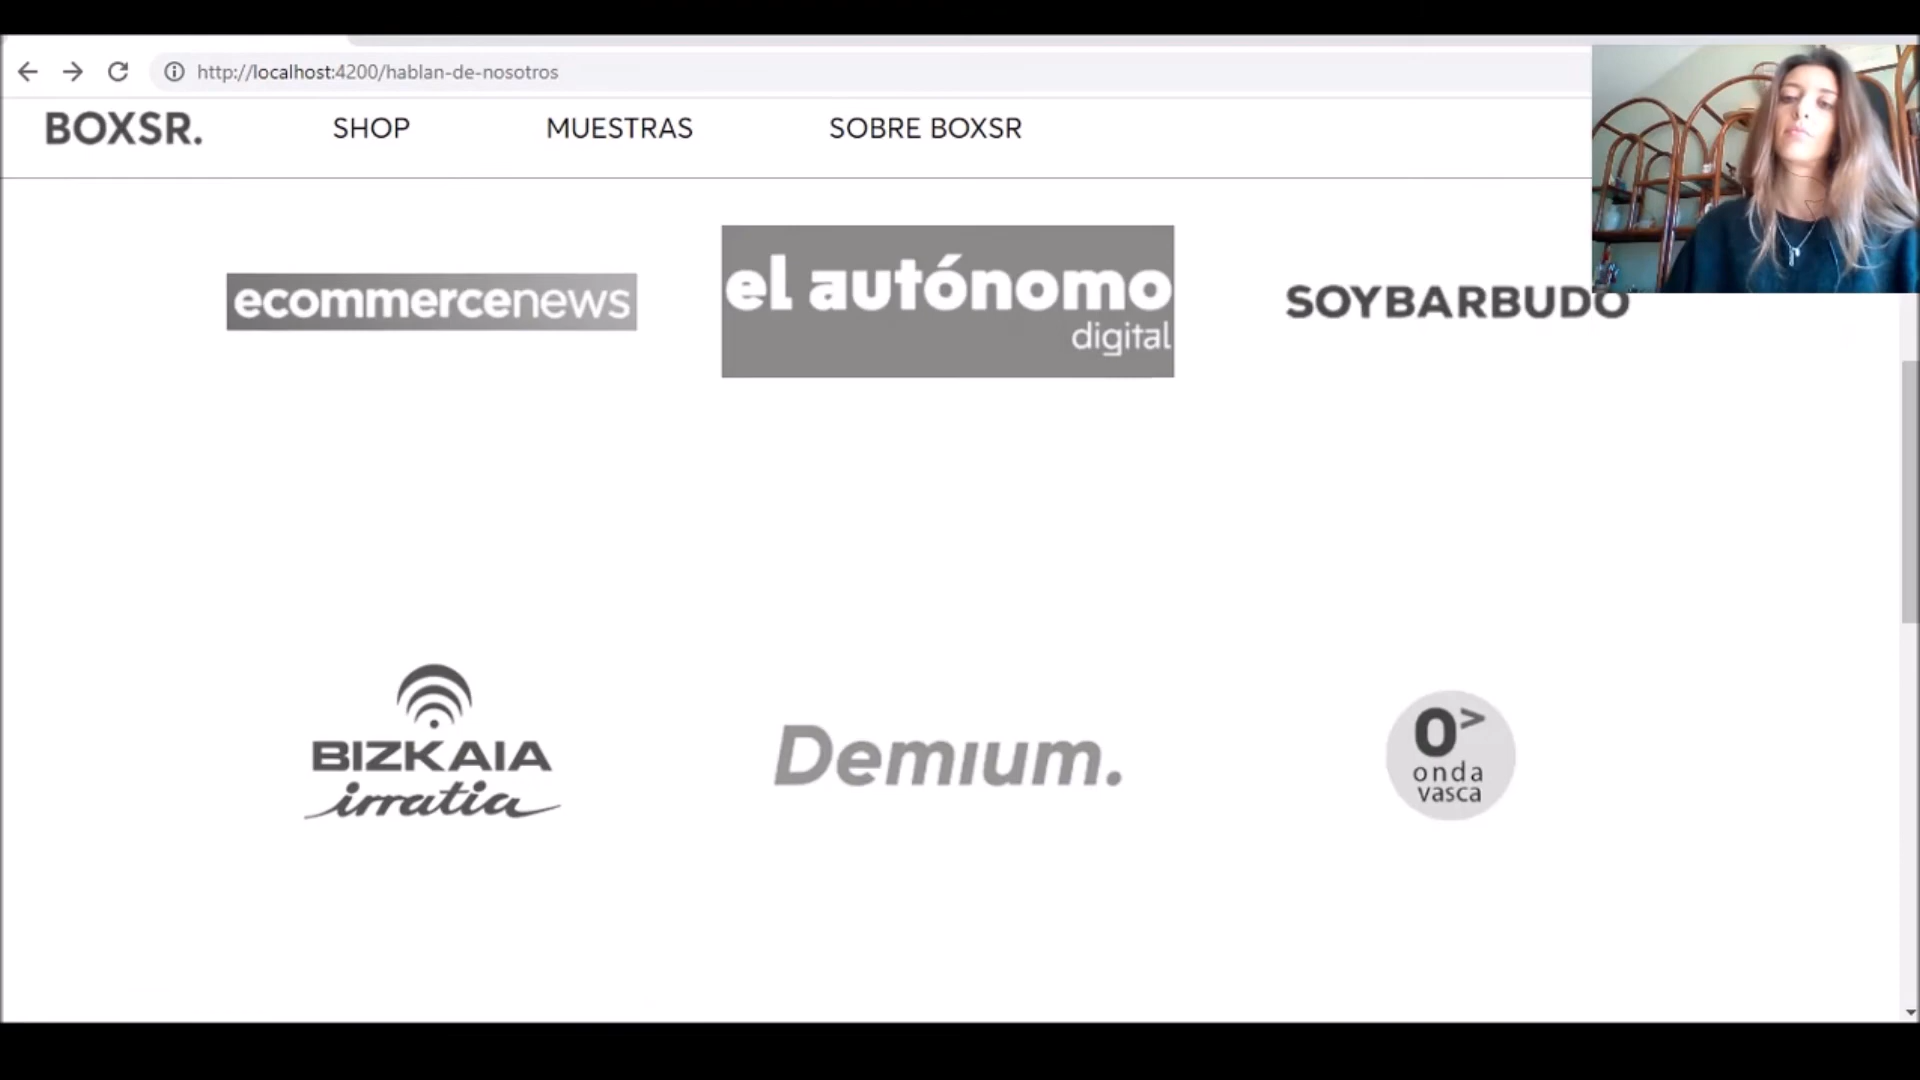 http://localhost:4200/hablan-de-nosotros
BOXSR. SHOP MUESTRAS SOBRE BOXSR
ecommercenews
el autónomo
digital
SOYBARBUDO
BIZKAIA
irratia
Demium.
O>
onda
vasca